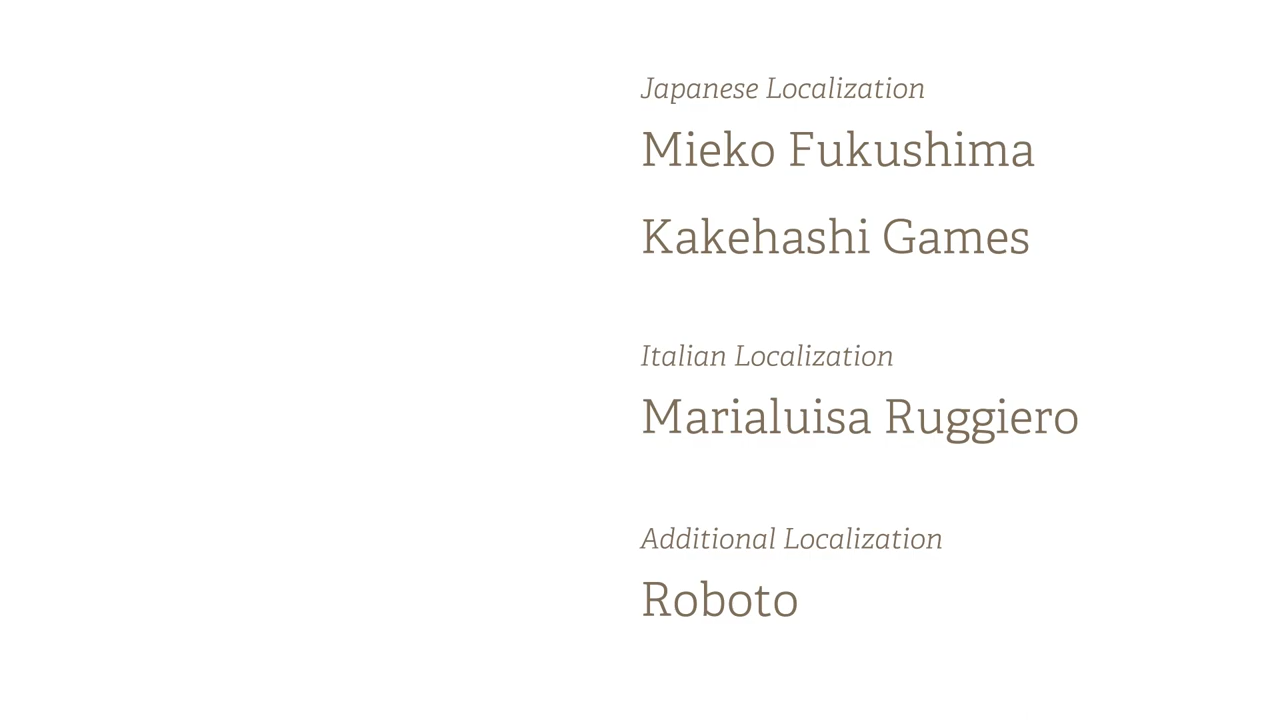 Japanese Localization
Mieko Fukushima
Kakehashi Games
Italian Localization
Marialuisa Ruggiero
Additional Localization
Roboto